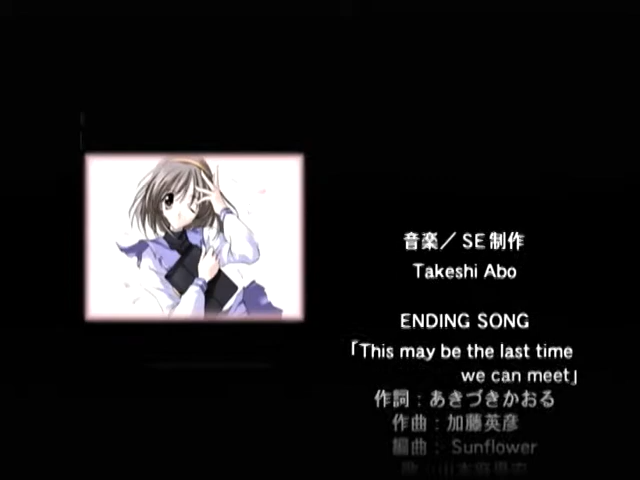 音楽／SE制作
Takeshi Abo
ENDING SONG
「This may be the last time
we can meet」
作詞：あきづきかおる
作曲：加藤英彦
編曲：Sunflower